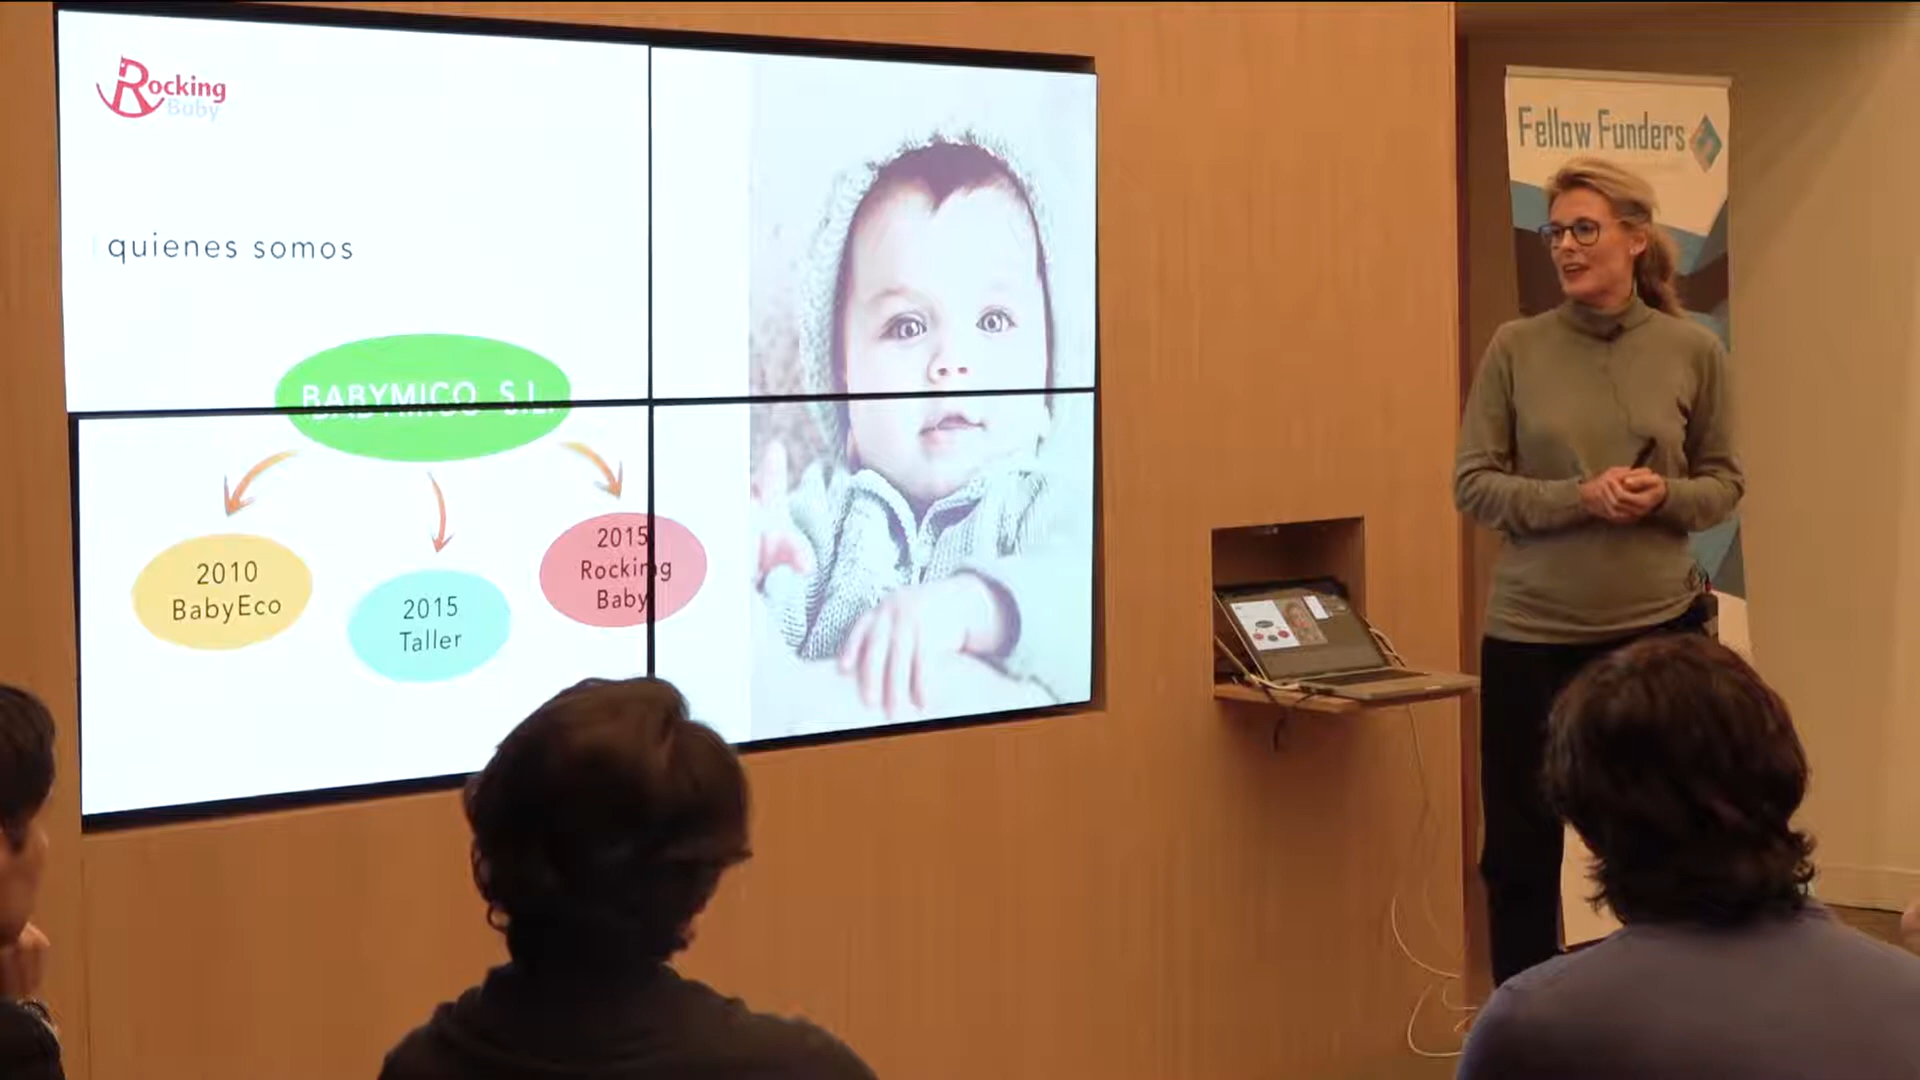 Rocking
Baby
quienes somos
BABYMICO S.L.
2010
BabyEco
2015
Taller
2015
Rocking
Baby
Fellow Funders